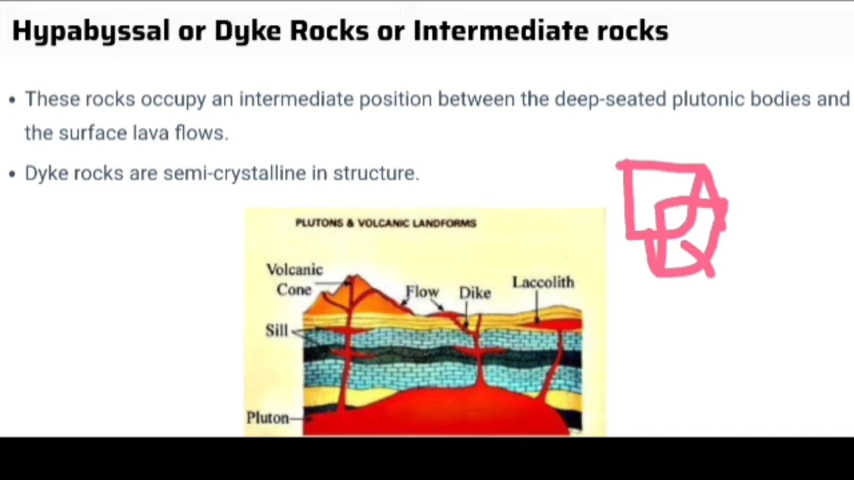 Hypabyssal or Dyke Rocks or Intermediate rocks
• These rocks occupy an intermediate position between the deep-seated plutonic bodies and
the surface lava flows.
• Dyke rocks are semi-crystalline in structure.
PLUTONS & VOLCANIC LANDFORMS
Volcanic
Cone
Flow
Dike
Laccolith
Sill
Pluton